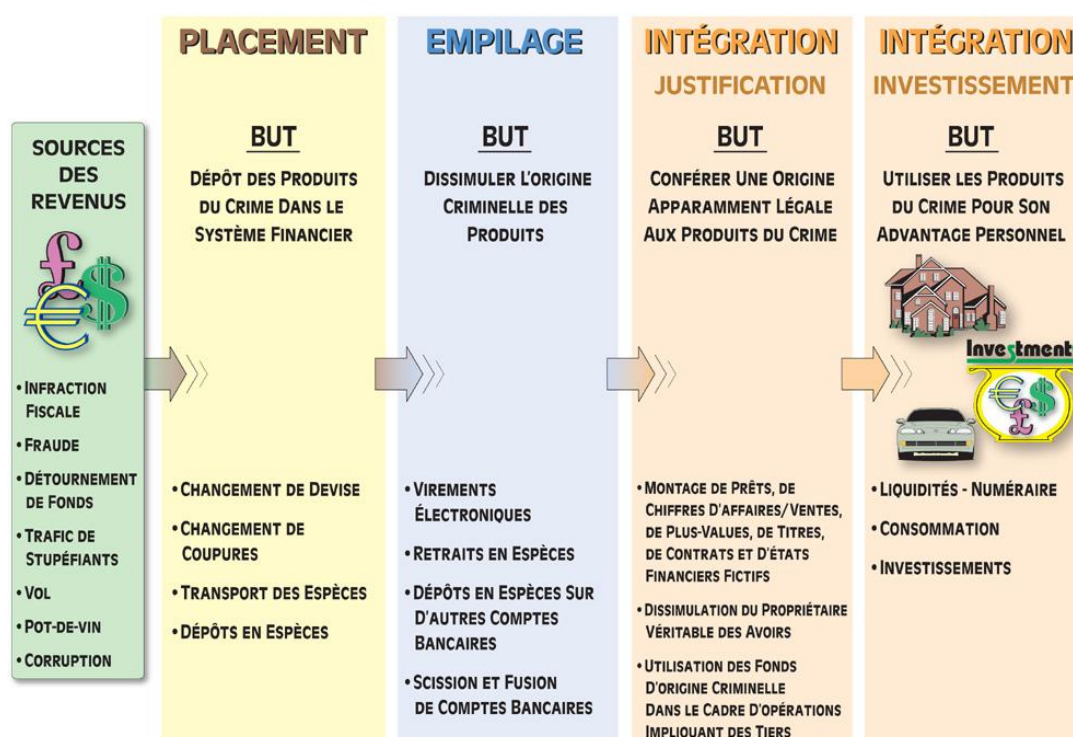 SOURCES
DES
REVENUS
£
$
€
• INFRACTION
FISCALE
• FRAUDE
• DÉTOURNEMENT
DE FONDS
• TRAFIC DE
STUPÉFIANTS
• VOL
• POT-DE-VIN
• CORRUPTION
PLACEMENT
BUT
DÉPÔT DES PRODUITS
DU CRIME DANS LE
SYSTÈME FINANCIER
• CHANGEMENT DE DEVISE
• CHANGEMENT DE
COUPURES
• TRANSPORT DES ESPÈCES
• DÉPÔTS EN ESPÈCES
EMPILAGE
BUT
DISSIMULER L'ORIGINE
CRIMINELLE DES
PRODUITS
• VIREMENTS
ÉLECTRONIQUES
• RETRAITS EN ESPÈCES
• DÉPÔTS EN ESPÈCES SUR
D'AUTRES COMPTES
BANCAIRES
• SCISSION ET FUSION
DE COMPTES BANCAIRES
INTÉGRATION
JUSTIFICATION
BUT
CONFÉRER UNE ORIGINE
APPARAMMENT LÉGALE
AUX PRODUITS DU CRIME
• MONTAGE DE PRÊTS, DE
CHIFFRES D'AFFAIRES/VENTES,
DE PLUS-VALUES, DE TITRES,
DE CONTRATS ET D'ÉTATS
FINANCIERS FICTIFS
• DISSIMULATION DU PROPRIÉTAIRE
VÉRITABLE DES AVOIRS
• UTILISATION DES FONDS
D'ORIGINE CRIMINELLE
DANS LE CADRE D'OPÉRATIONS
IMPLIQUANT DES TIERS
INTÉGRATION
INVESTISSEMENT
BUT
UTILISER LES PRODUITS
DU CRIME POUR SON
ADVANTAGE PERSONNEL
Investment
€ $
£
• LIQUIDITÉS - NUMÉRAIRE
• CONSOMMATION
• INVESTISSEMENTS